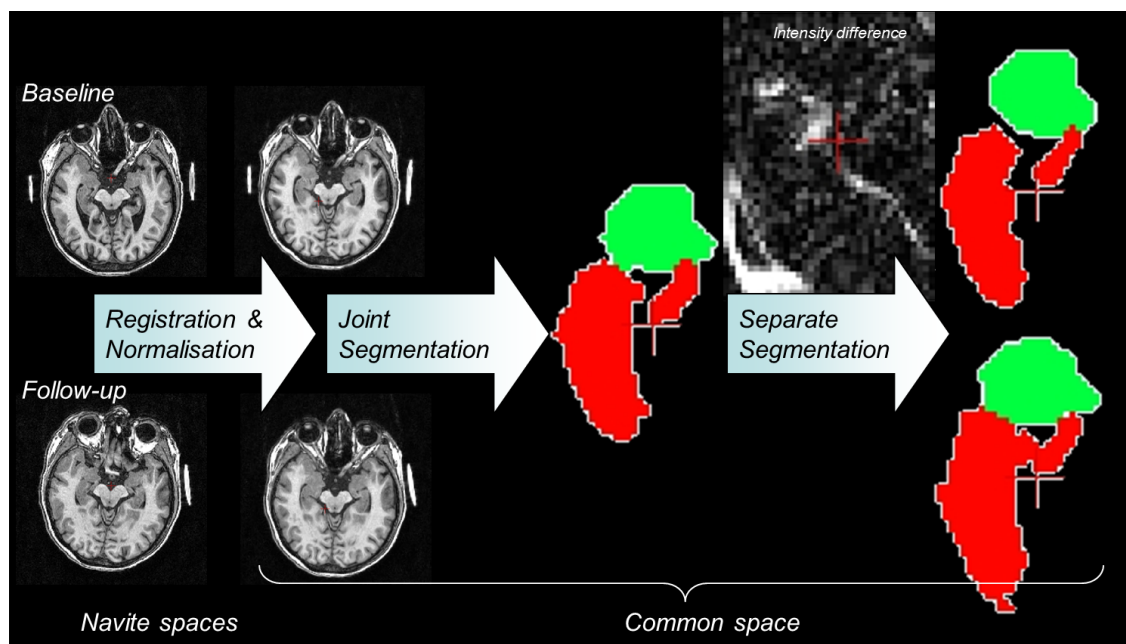 Intensity difference
Baseline
Registration &
Normalisation
Joint
Segmentation
Separate
Segmentation
Follow-up
Navite spaces
Common space